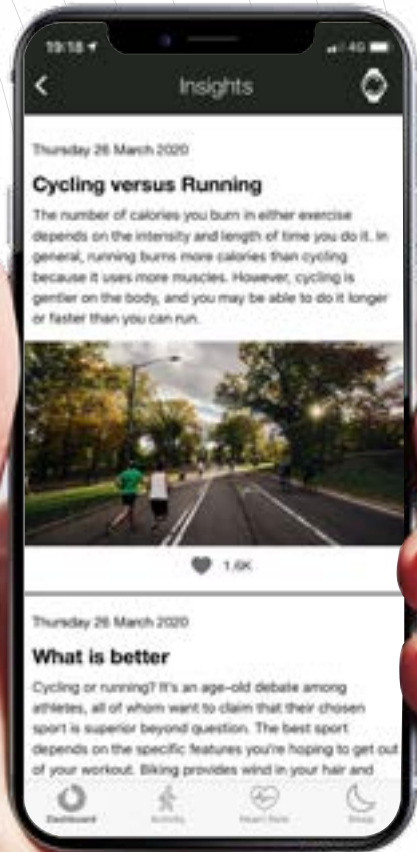 19:18
4G
Insights
Thursday 26 March 2020
Cycling versus Running
The number of calories you burn in either exercise
depends on the intensity and length of time you do it. In
general, running burns more calories than cycling
because it uses more muscles. However, cycling is
gentler on the body, and you may be able to do it longer
or faster than you can run.
1.6K
Thursday 26 March 2020
What is better
Cycling or running? It's an age-old debate among
athletes, all of whom want to claim that their chosen
sport is superior beyond question. The best sport
depends on the specific features you're hoping to get out
of your workout. Biking provides wind in your hair and
Dashboard
Activity
Heart Rate
Sleep